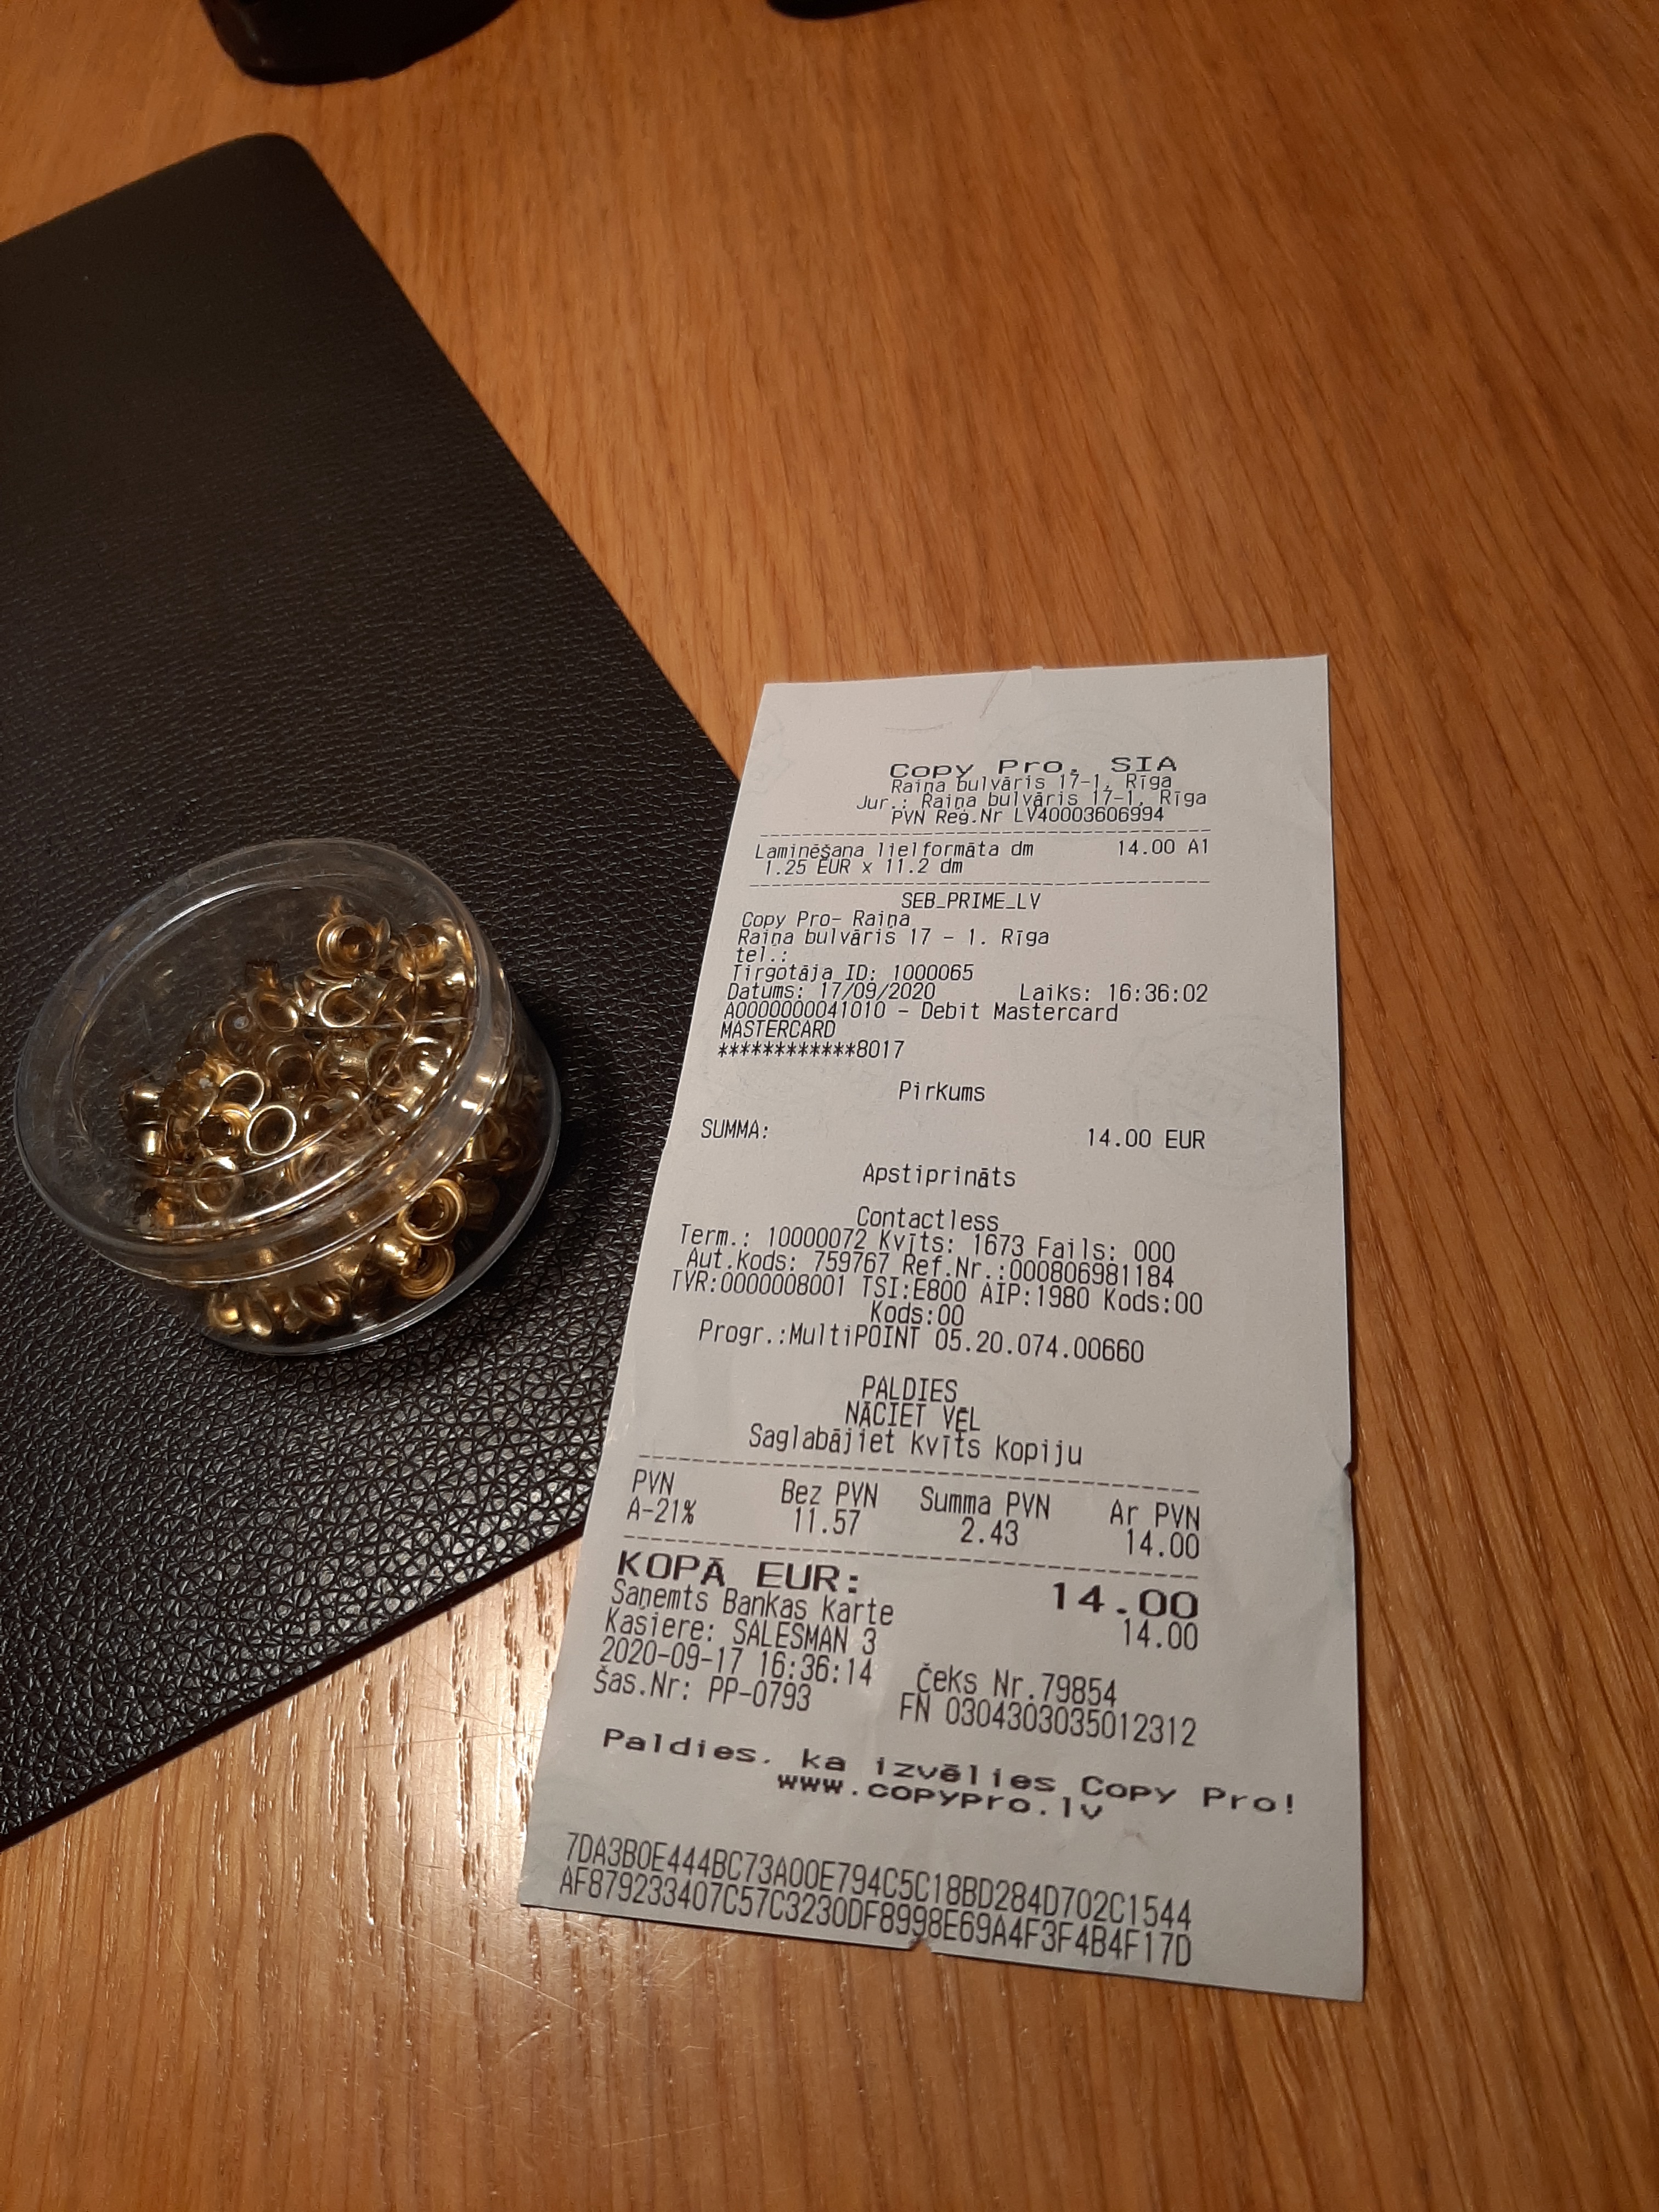 Copy Pro, SIA
Raiņa bulvāris 17-1, Rīga
Jur.: Raiņa bulvāris 17-1, Rīga
PVN Reģ.Nr LV40003606994
Laminēšana lielformāta dm 14.00 A1
1.25 EUR x 11.2 dm
SEB_PRIME_LV
Copy Pro- Raiņa
Raiņa bulvāris 17 - 1. Rīga
tel.:
Tirgotāja ID: 1000065
Datums: 17/09/2020 Laiks: 16:36:02
A0000000041010 - Debit Mastercard
MASTERCARD
************8017
Pirkums
SUMMA: 14.00 EUR
Apstiprināts
Contactless
Term.: 10000072 Kvīts: 1673 Fails: 000
Aut.Kods: 759767 Ref.Nr.:000806981184
TVR:0000008001 TSI:E800 AIP:1980 Kods:00
Kods:00
Progr.:MultiPOINT 05.20.074.00660
PALDIES
NĀCIET VĒL
Saglabājiet kvīts kopiju
PVN Bez PVN Summa PVN Ar PVN
A-21% 11.57 2.43 14.00
KOPĀ EUR: 14.00
Saņemts Bankas Karte 14.00
Kasiere: SALESMAN 3
2020-09-17 16:36:14 Čeks Nr.79854
Šas.Nr: PP-0793 FN 0304303035012312
Paldies, ka izvēlies Copy Pro!
www.copypro.lv
7DA3B0E444BC73A00E794C5C18BD284D702C1544
AF879233407C57C3230DF8998E69A4F3F4B4F17D